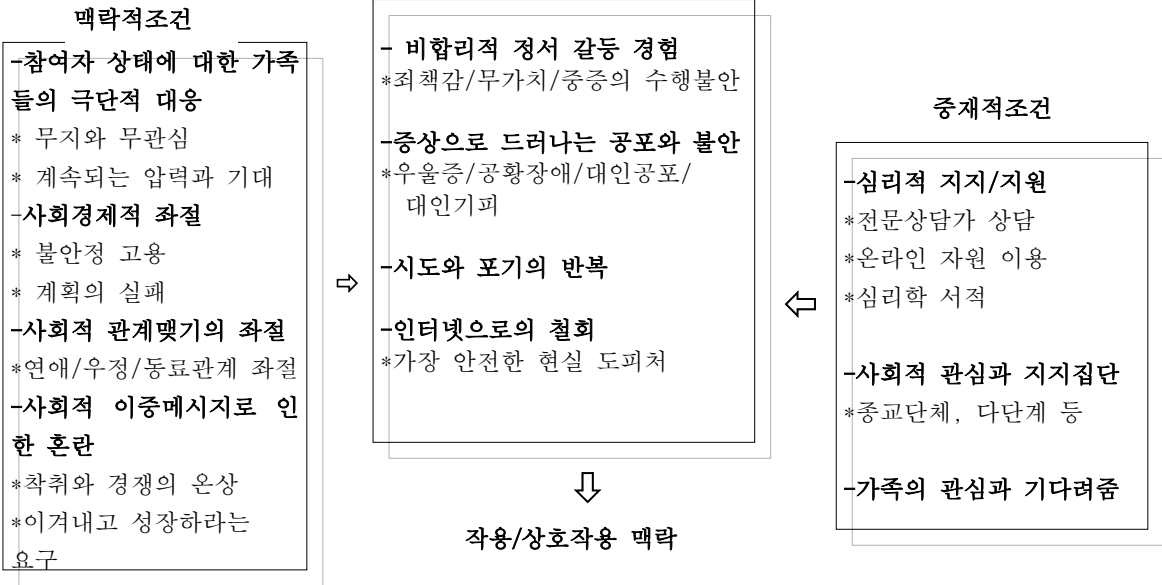 맥락적조건
-참여자 상태에 대한 가족
들의 극단적 대응
* 무지와 무관심
* 계속되는 압력과 기대
-사회경제적 좌절
* 불안정 고용
* 계획의 실패
-사회적 관계맺기의 좌절
*연애/우정/동료관계 좌절
-사회적 이중메시지로 인
한 혼란
*착취와 경쟁의 온상
*이겨내고 성장하라는
요구
⇨
- 비합리적 정서 갈등 경험
*죄책감/무가치/중증의 수행불안
-증상으로 드러나는 공포와 불안
*우울증/공황장애/대인공포/
대인기피
-시도와 포기의 반복
-인터넷으로의 철회
*가장 안전한 현실 도피처
⇩
작용/상호작용 맥락
⇦
중재적조건
-심리적 지지/지원
*전문상담가 상담
*온라인 자원 이용
*심리학 서적
-사회적 관심과 지지집단
*종교단체, 다단계 등
-가족의 관심과 기다려줌